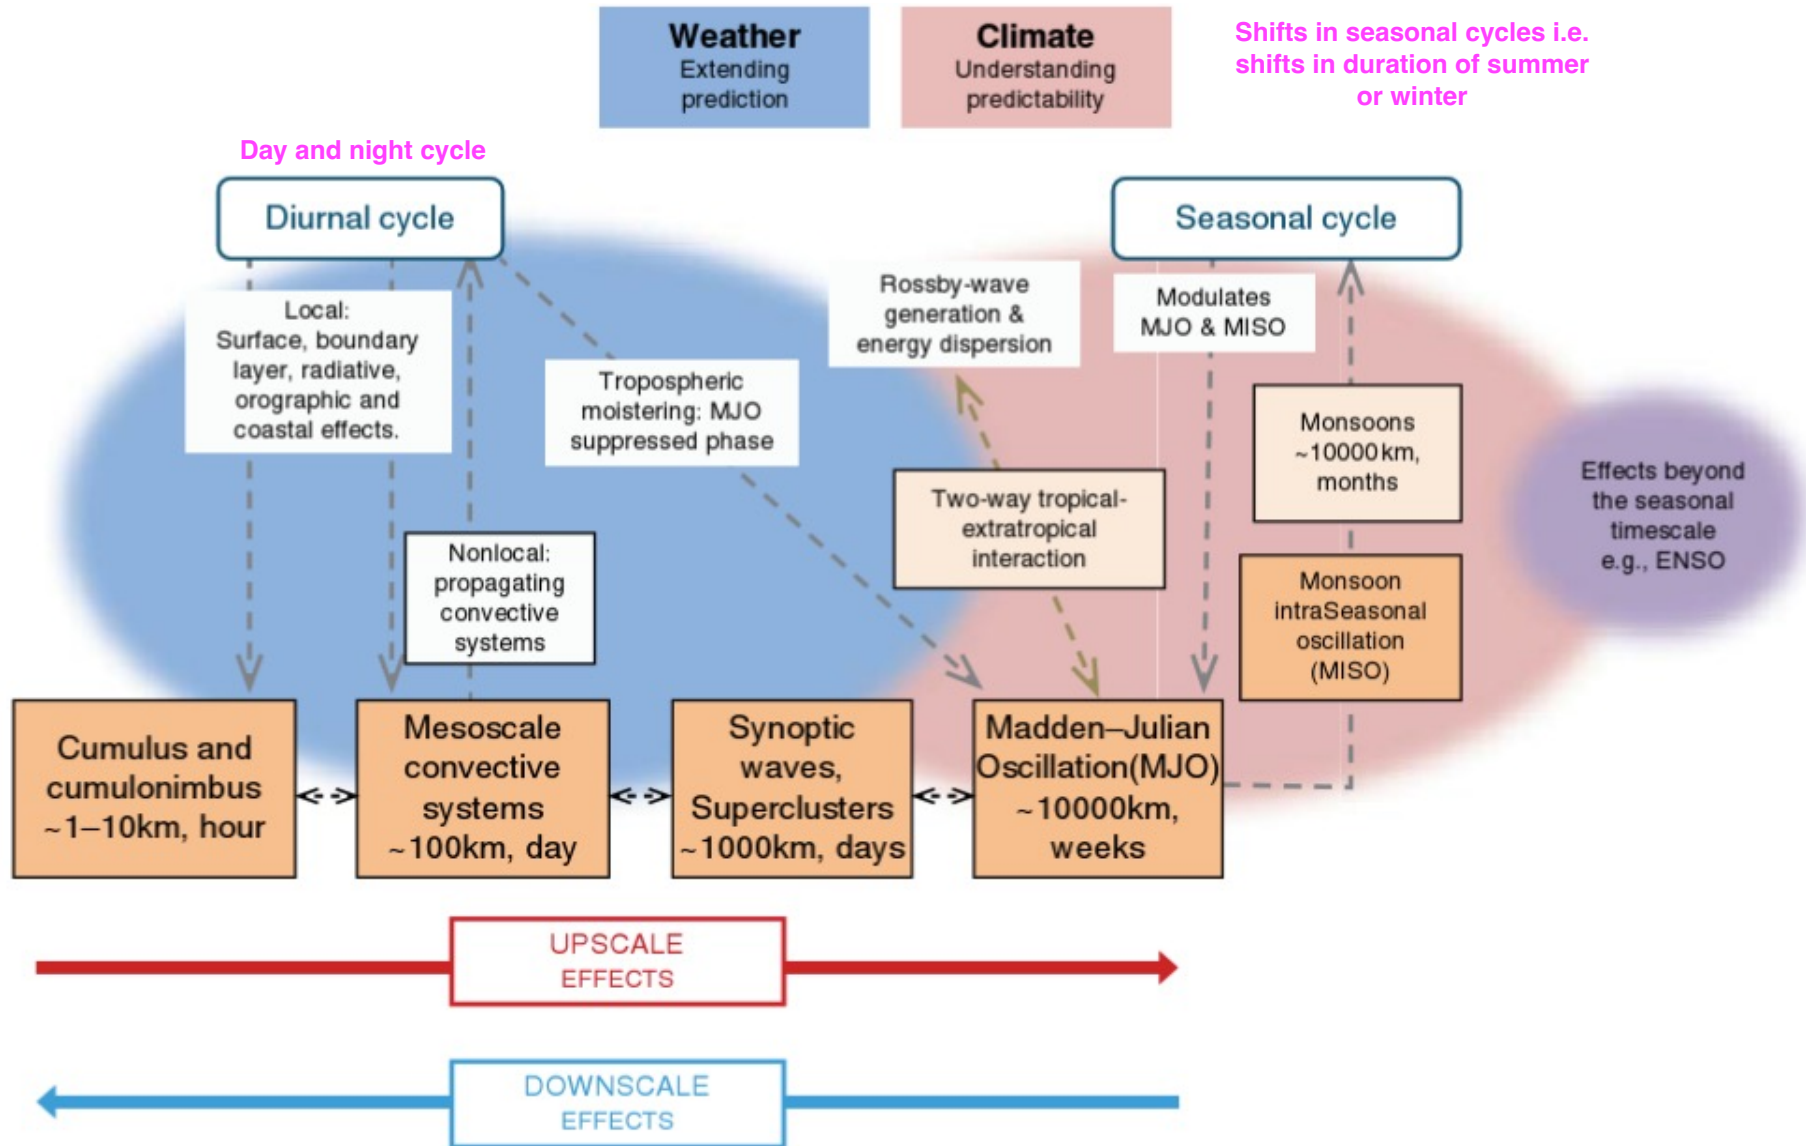 Weather
Extending
prediction
Climate
Understanding
predictability
Shifts in seasonal cycles i.e.
shifts in duration of summer
or winter
Day and night cycle
Diurnal cycle
Seasonal cycle
Local:
Surface, boundary
layer, radiative,
orographic and
coastal effects.
Tropospheric
moistering: MJO
suppressed phase
Rossby-wave
generation &
energy dispersion
Modulates
MJO & MISO
Monsoons
~10000km,
months
Two-way tropical-
extratropical
interaction
Effects beyond
the seasonal
timescale
e.g., ENSO
Nonlocal:
propagating
convective
systems
Monsoon
intraSeasonal
oscillation
(MISO)
Cumulus and
cumulonimbus
~1–10km, hour
Mesoscale
convective
systems
~100km, day
Synoptic
waves,
Superclusters
~1000km, days
Madden–Julian
Oscillation(MJO)
~10000km,
weeks
UPSCALE
EFFECTS
DOWNSCALE
EFFECTS